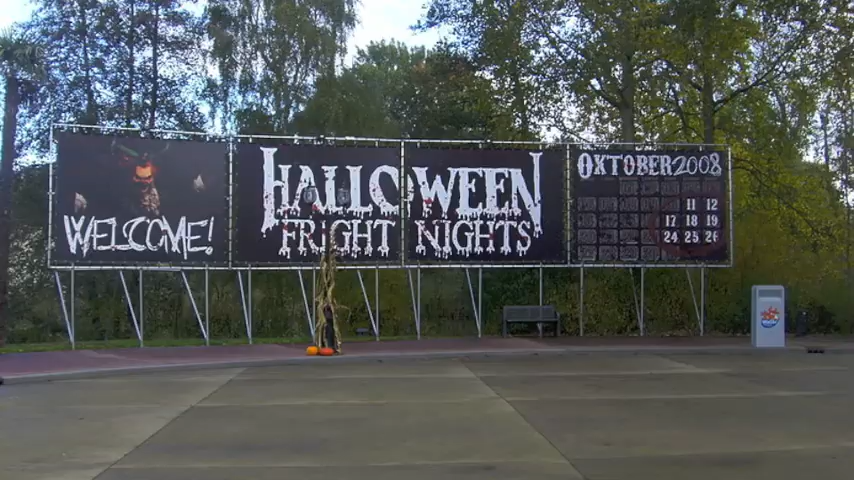 WELCOME!
HALLOWEEN
FRIGHT NIGHTS
OKTOBER 2008
11 12
17 18 19
24 25 26